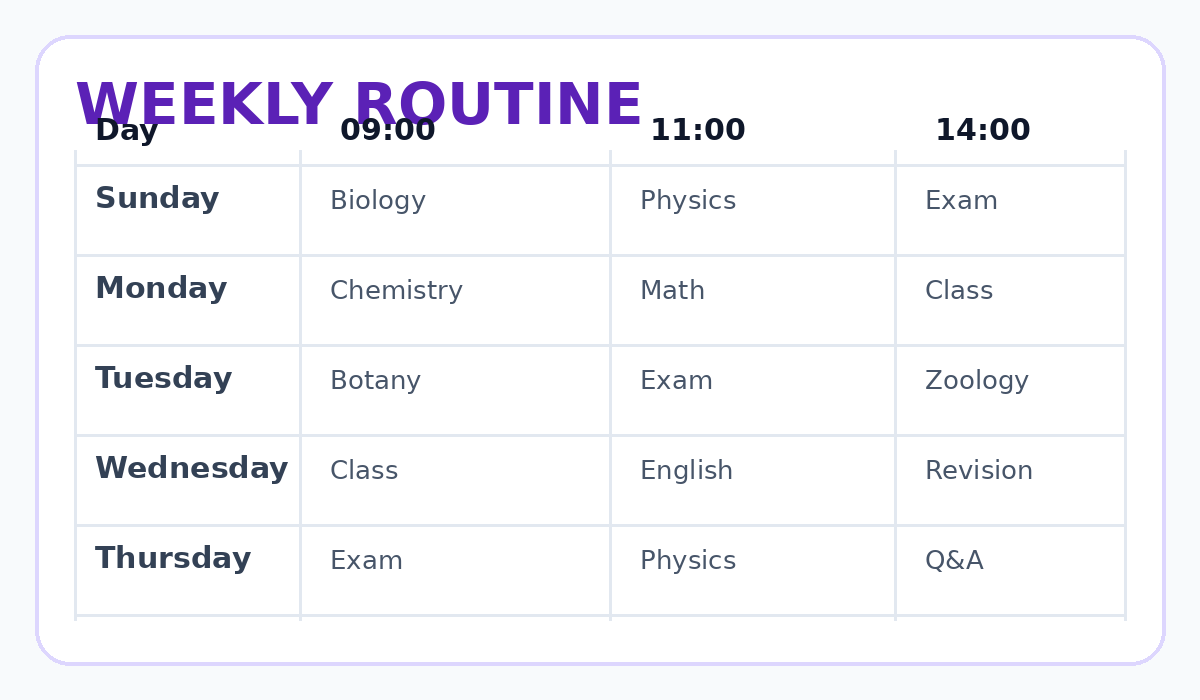 WEEKLY ROUTINE
Day 09:00 11:00 14:00
Sunday Biology Physics Exam
Monday Chemistry Math Class
Tuesday Botany Exam Zoology
Wednesday Class English Revision
Thursday Exam Physics Q&A